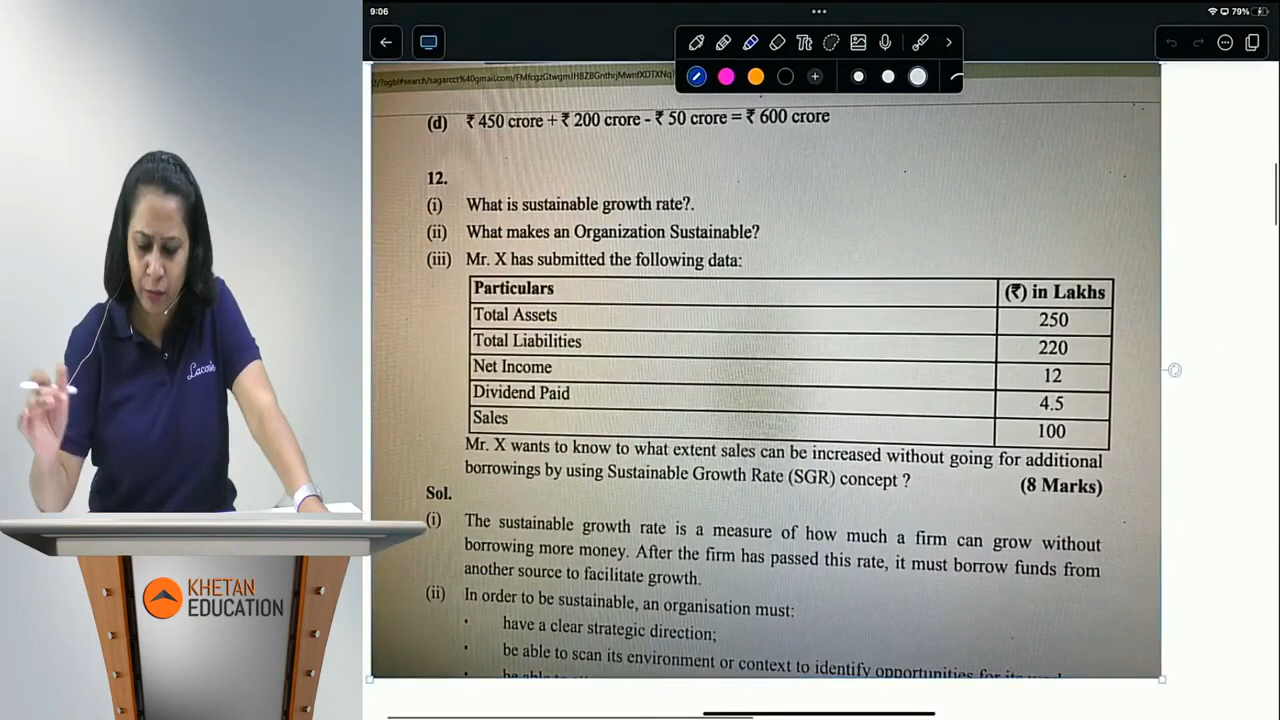 9:06
79%
/?ogbl#search/sagarcct%40gmail.com/
(d) ₹ 450 crore + ₹ 200 crore - ₹ 50 crore = ₹ 600 crore
12.
(i) What is sustainable growth rate?.
(ii) What makes an Organization Sustainable?
(iii) Mr. X has submitted the following data:
Particulars (₹) in Lakhs
Total Assets 250
Total Liabilities 220
Net Income 12
Dividend Paid 4.5
Sales 100
Mr. X wants to know to what extent sales can be increased without going for additional
borrowings by using Sustainable Growth Rate (SGR) concept ?
(8 Marks)
Sol.
(i) The sustainable growth rate is a measure of how much a firm can grow without
borrowing more money. After the firm has passed this rate, it must borrow funds from
another source to facilitate growth.
(ii) In order to be sustainable, an organisation must:
• have a clear strategic direction;
• be able to scan its environment or context to identify opportunities for its
Lacoste
KHETAN
EDUCATION